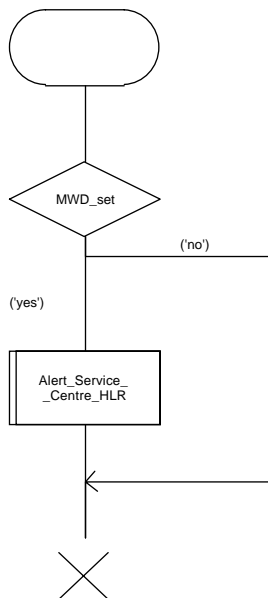 MWD_set
('no')
('yes')
Alert_Service_
_Centre_HLR